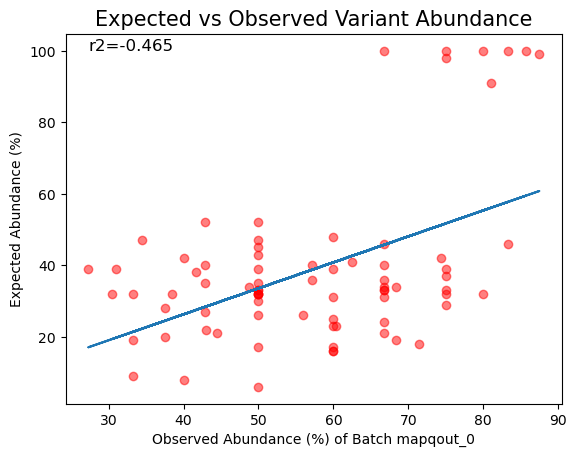 Expected vs Observed Variant Abundance
r2=-0.465
100
80
60
40
20
Expected Abundance (%)
30 40 50 60 70 80 90
Observed Abundance (%) of Batch mapqout_0